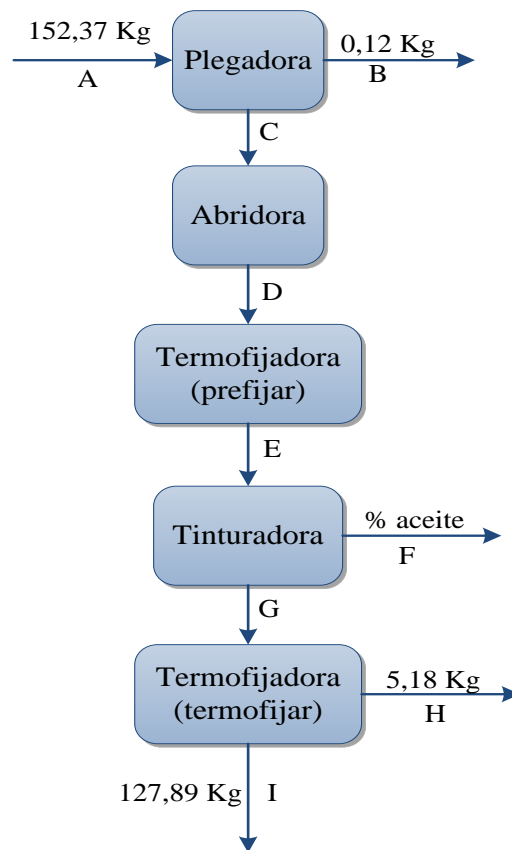 152,37 Kg
A
Plegadora
0,12 Kg
B
C
Abridora
D
Termofijadora
(prefijar)
E
Tinturadora
% aceite
F
G
Termofijadora
(termofijar)
5,18 Kg
H
127,89 Kg
I